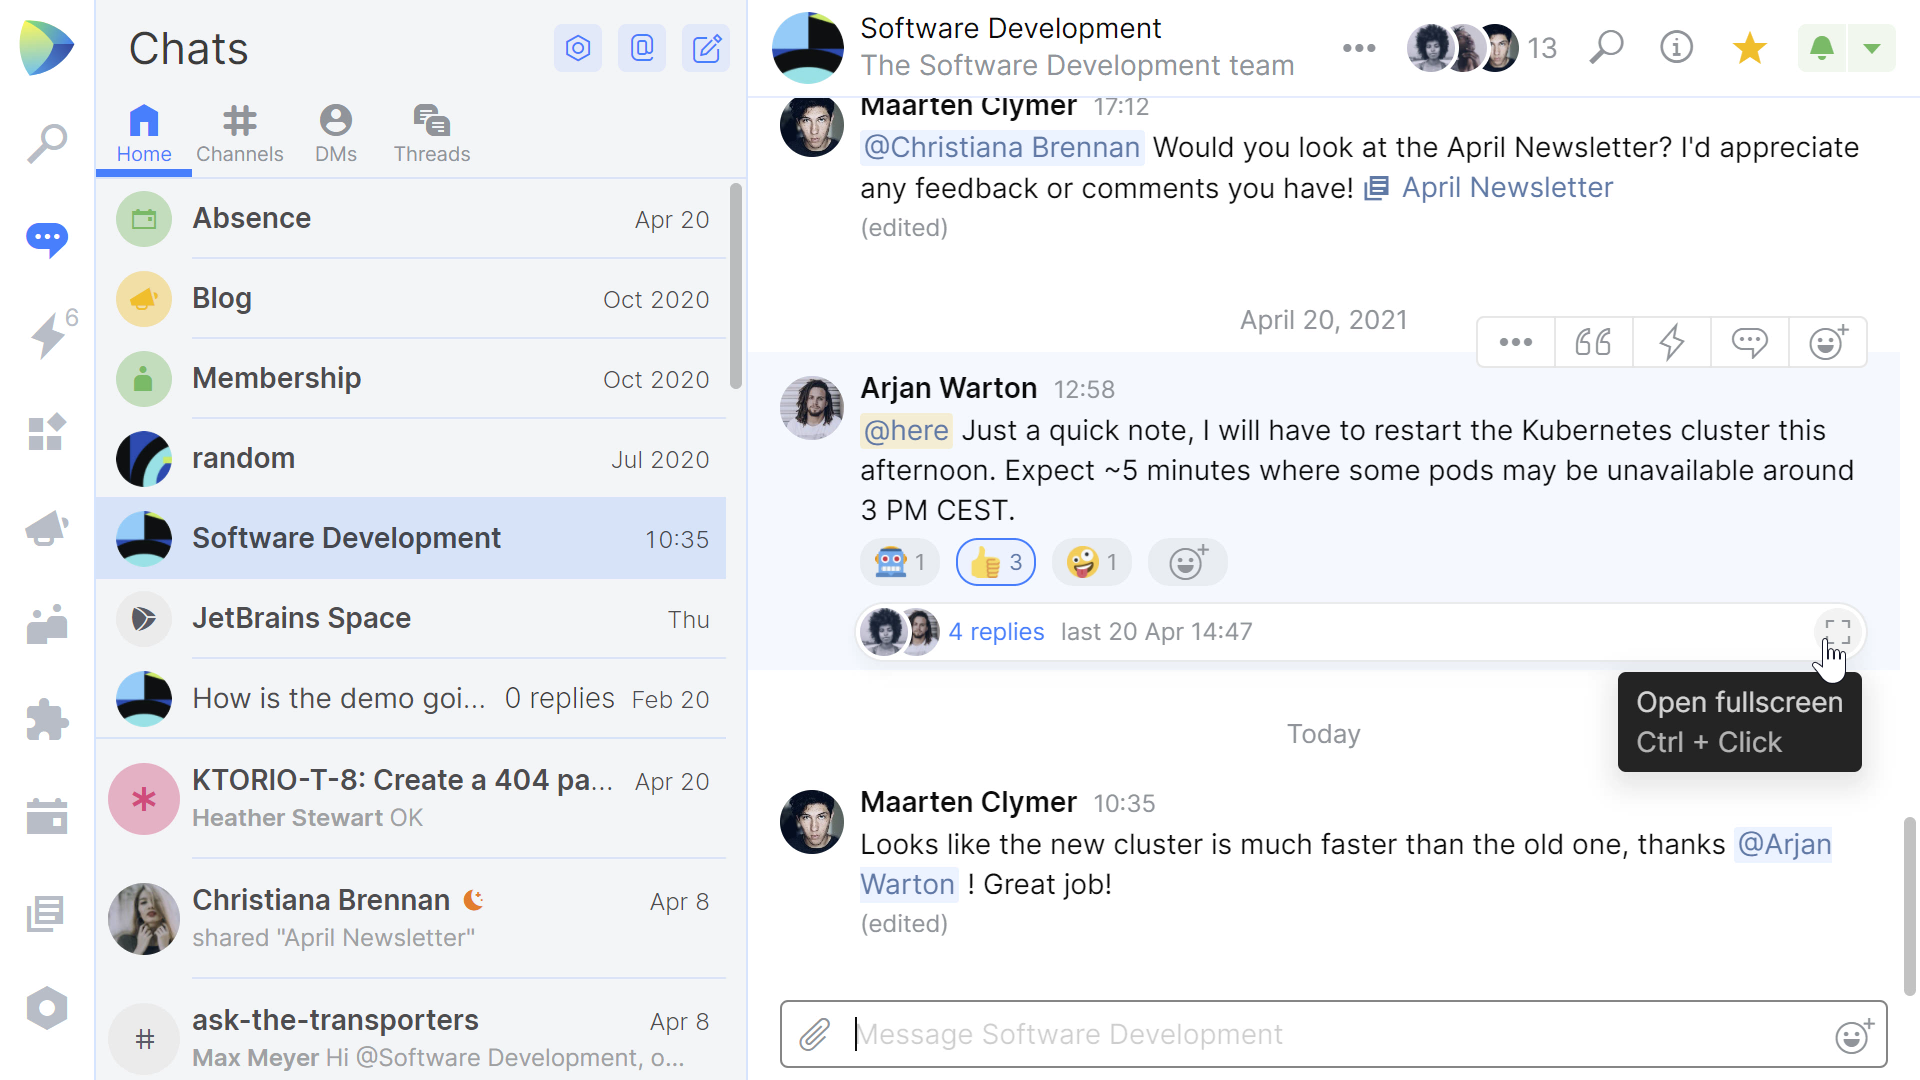 Chats
Home
Channels
DMs
Threads
6
Absence
Apr 20
Blog
Oct 2020
Membership
Oct 2020
random
Jul 2020
Software Development
10:35
JetBrains Space
Thu
How is the demo goi... 0 replies
Feb 20
KTORIO-T-8: Create a 404 pa...
Apr 20
Heather Stewart OK
Christiana Brennan
Apr 8
shared "April Newsletter"
ask-the-transporters
Apr 8
Max Meyer Hi @Software Development, o...
Software Development
The Software Development team
13
Maarten Clymer 17:12
@Christiana Brennan Would you look at the April Newsletter? I'd appreciate
any feedback or comments you have! April Newsletter
(edited)
April 20, 2021
Arjan Warton 12:58
@here Just a quick note, I will have to restart the Kubernetes cluster this
afternoon. Expect ~5 minutes where some pods may be unavailable around
3 PM CEST.
1
3
1
4 replies last 20 Apr 14:47
Open fullscreen
Ctrl + Click
Today
Maarten Clymer 10:35
Looks like the new cluster is much faster than the old one, thanks @Arjan
Warton ! Great job!
(edited)
Message Software Development